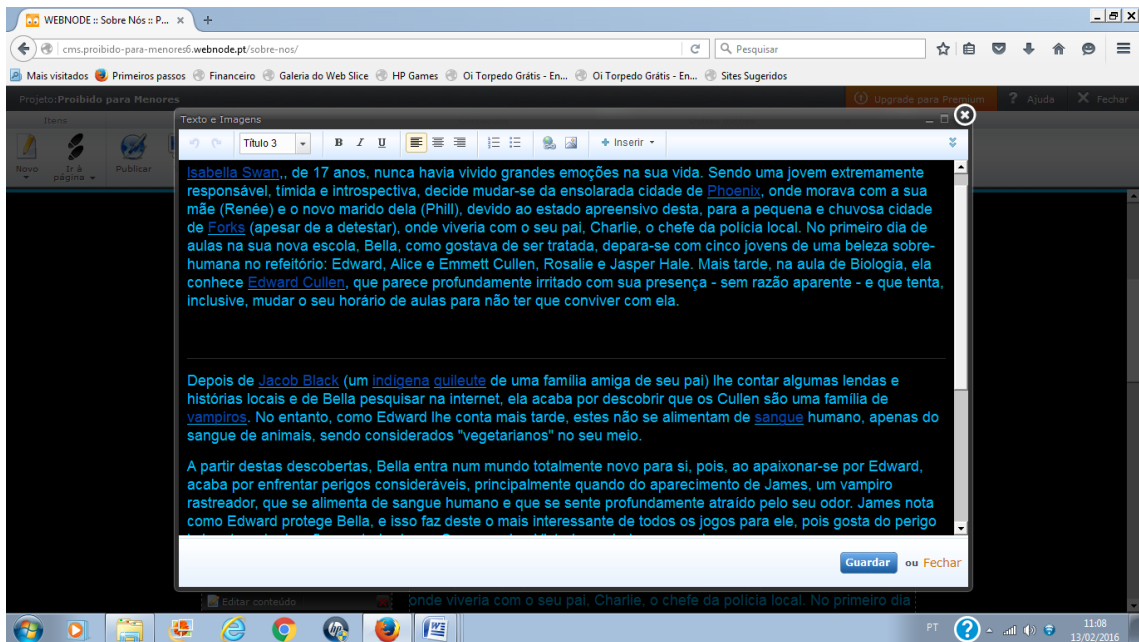 WEBNODE :: Sobre Nós :: P...
cms.proibido-para-menores6.webnode.pt/sobre-nos/
Pesquisar
Mais visitados Primeiros passos Financeiro Galeria do Web Slice HP Games Oi Torpedo Grátis - En... Oi Torpedo Grátis - En... Sites Sugeridos
Projeto:Proibido para Menores Upgrade para Premium ? Ajuda Fechar
Itens
Novo Ir à página Publicar
Texto e Imagens
Título 3 B I U Inserir
Isabella Swan,, de 17 anos, nunca havia vivido grandes emoções na sua vida. Sendo uma jovem extremamente
responsável, tímida e introspectiva, decide mudar-se da ensolarada cidade de Phoenix, onde morava com a sua
mãe (Renée) e o novo marido dela (Phill), devido ao estado apreensivo desta, para a pequena e chuvosa cidade
de Forks (apesar de a detestar), onde viveria com o seu pai, Charlie, o chefe da polícia local. No primeiro dia de
aulas na sua nova escola, Bella, como gostava de ser tratada, depara-se com cinco jovens de uma beleza sobre-
humana no refeitório: Edward, Alice e Emmett Cullen, Rosalie e Jasper Hale. Mais tarde, na aula de Biologia, ela
conhece Edward Cullen, que parece profundamente irritado com sua presença - sem razão aparente - e que tenta,
inclusive, mudar o seu horário de aulas para não ter que conviver com ela.
Depois de Jacob Black (um indígena quileute de uma família amiga de seu pai) lhe contar algumas lendas e
histórias locais e de Bella pesquisar na internet, ela acaba por descobrir que os Cullen são uma família de
vampiros. No entanto, como Edward lhe conta mais tarde, estes não se alimentam de sangue humano, apenas do
sangue de animais, sendo considerados "vegetarianos" no seu meio.
A partir destas descobertas, Bella entra num mundo totalmente novo para si, pois, ao apaixonar-se por Edward,
acaba por enfrentar perigos consideráveis, principalmente quando do aparecimento de James, um vampiro
rastreador, que se alimenta de sangue humano e que se sente profundamente atraído pelo seu odor. James nota
como Edward protege Bella, e isso faz deste o mais interessante de todos os jogos para ele, pois gosta do perigo
Guardar ou Fechar
Editar conteúdo
onde viveria com o seu pai, Charlie, o chefe da polícia local. No primeiro dia
PT
11:08
13/02/2016